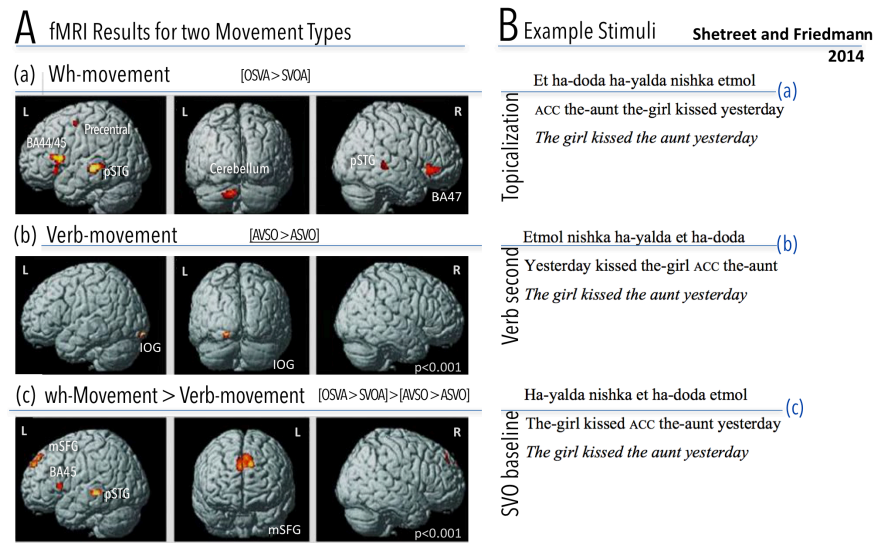 A fMRI Results for two Movement Types
(a) Wh-movement [OSVA > SVOA]
L
Precentral
BA44/45
pSTG
L
Cerebellum
R
pSTG
BA47
(b) Verb-movement [AVSO > ASVO]
L
IOG
L
IOG
R
p<0.001
(c) wh-Movement > Verb-movement [OSVA > SVOA]>[AVSO > ASVO]
L
mSFG
BA45
pSTG
L
mSFG
R
p<0.001
B Example Stimuli
Shetreet and Friedmann
2014
Topicalization
Et ha-doda ha-yalda nishka etmol
(a)
ACC the-aunt the-girl kissed yesterday
The girl kissed the aunt yesterday
Verb second
Etmol nishka ha-yalda et ha-doda
(b)
Yesterday kissed the-girl ACC the-aunt
The girl kissed the aunt yesterday
SVO baseline
Ha-yalda nishka et ha-doda etmol
(c)
The-girl kissed ACC the-aunt yesterday
The girl kissed the aunt yesterday